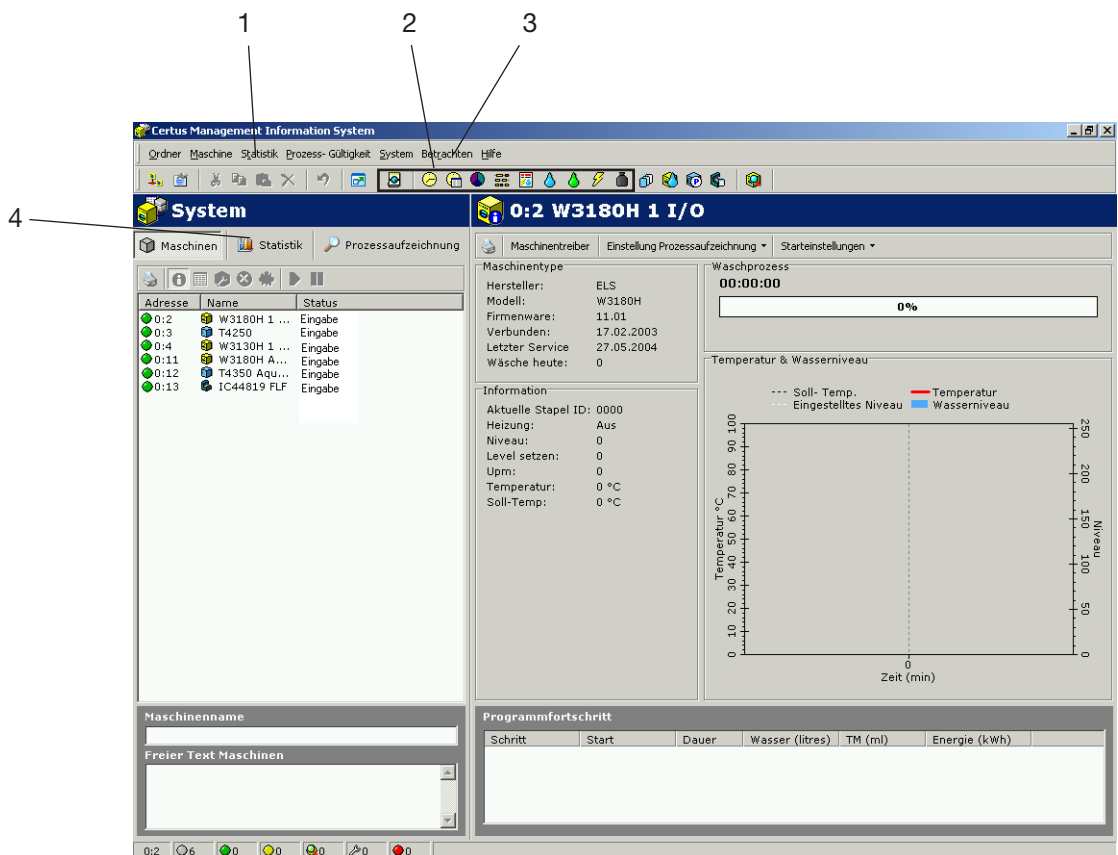 1 2 3
Certus Management Information System
Ordner Maschine Statistik Prozess- Gültigkeit System Betrachten Hilfe
4
System
0:2 W3180H 1 I/O
Maschinen Statistik Prozessaufzeichnung
Maschinentreiber Einstellung Prozessaufzeichnung Starteinstellungen
Adresse Name Status
0:2 W3180H 1 ... Eingabe
0:3 T4250 Eingabe
0:4 W3130H 1 ... Eingabe
0:11 W3180H A... Eingabe
0:12 T4350 Aqu... Eingabe
0:13 IC44819 FLF Eingabe
Maschinentype
Hersteller: ELS
Modell: W3180H
Firmenware: 11.01
Verbunden: 17.02.2003
Letzter Service 27.05.2004
Wäsche heute: 0
Waschprozess
00:00:00
0%
Information
Aktuelle Stapel ID: 0000
Heizung: Aus
Niveau: 0
Level setzen: 0
Upm: 0
Temperatur: 0 °C
Soll-Temp: 0 °C
Temperatur & Wasserniveau
Soll- Temp. Temperatur
Eingestelltes Niveau Wasserniveau
Temperatur °C
100
90
80
70
60
50
40
30
20
10
0
250
200
150
100
50
0
Niveau
0
Zeit (min)
Maschinenname
Freier Text Maschinen
Programmfortschritt
Schritt Start Dauer Wasser (litres) TM (ml) Energie (kWh)
0:2 6 0 0 0 0 0